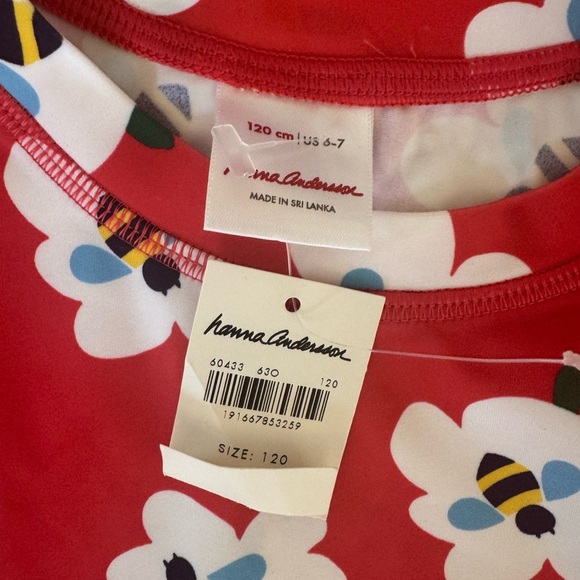 120 cm | US 6-7
hanna andersson
MADE IN SRI LANKA
hanna andersson
60433 630 120
191667853259
SIZE: 120